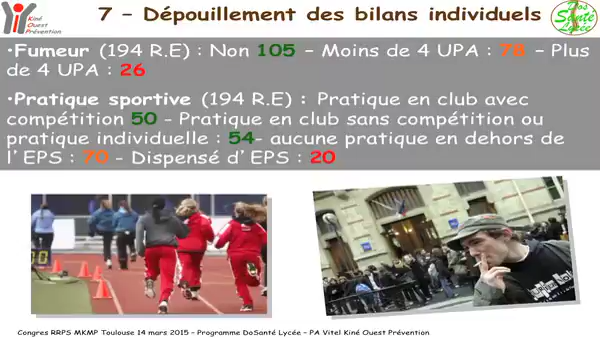 Kiné
Ouest
Prévention
7 – Dépouillement des bilans individuels
Dos
Santé
Lycée
•Fumeur (194 R.E) : Non 105 – Moins de 4 UPA : 78 – Plus
de 4 UPA : 26
•Pratique sportive (194 R.E) : Pratique en club avec
compétition 50 - Pratique en club sans compétition ou
pratique individuelle : 54- aucune pratique en dehors de
l'EPS : 70 - Dispensé d'EPS : 20
Congres RRPS MKMP Toulouse 14 mars 2015 – Programme DoSanté Lycée – PA Vitel Kiné Ouest Prévention